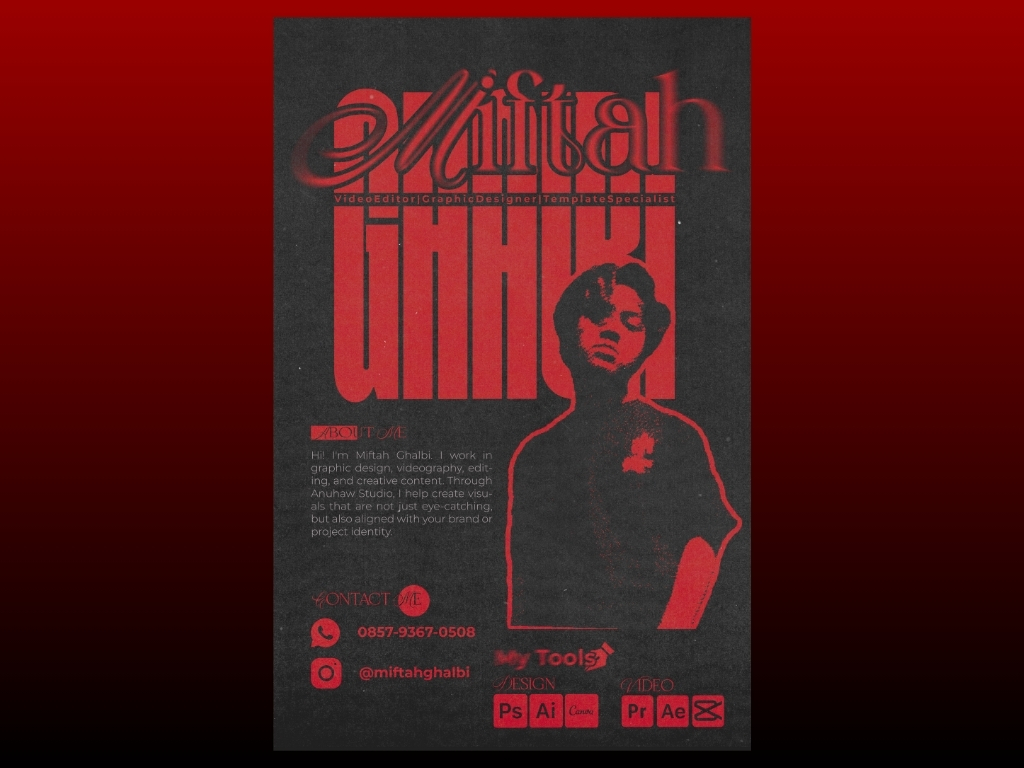 Miftah
VideoEditor|GraphicDesigner|TemplateSpecialist
ABOUT ME
Hi! I'm Miftah Ghalbi. I work in
graphic design, videography, edit-
ing, and creative content. Through
Anuhaw Studio, I help create visu-
als that are not just eye-catching,
but also aligned with your brand or
project identity.
CONTACT ME
0857-9367-0508
@miftahghalbi
My Tools
DESIGN
Ps Ai Canva
VIDEO
Pr Ae